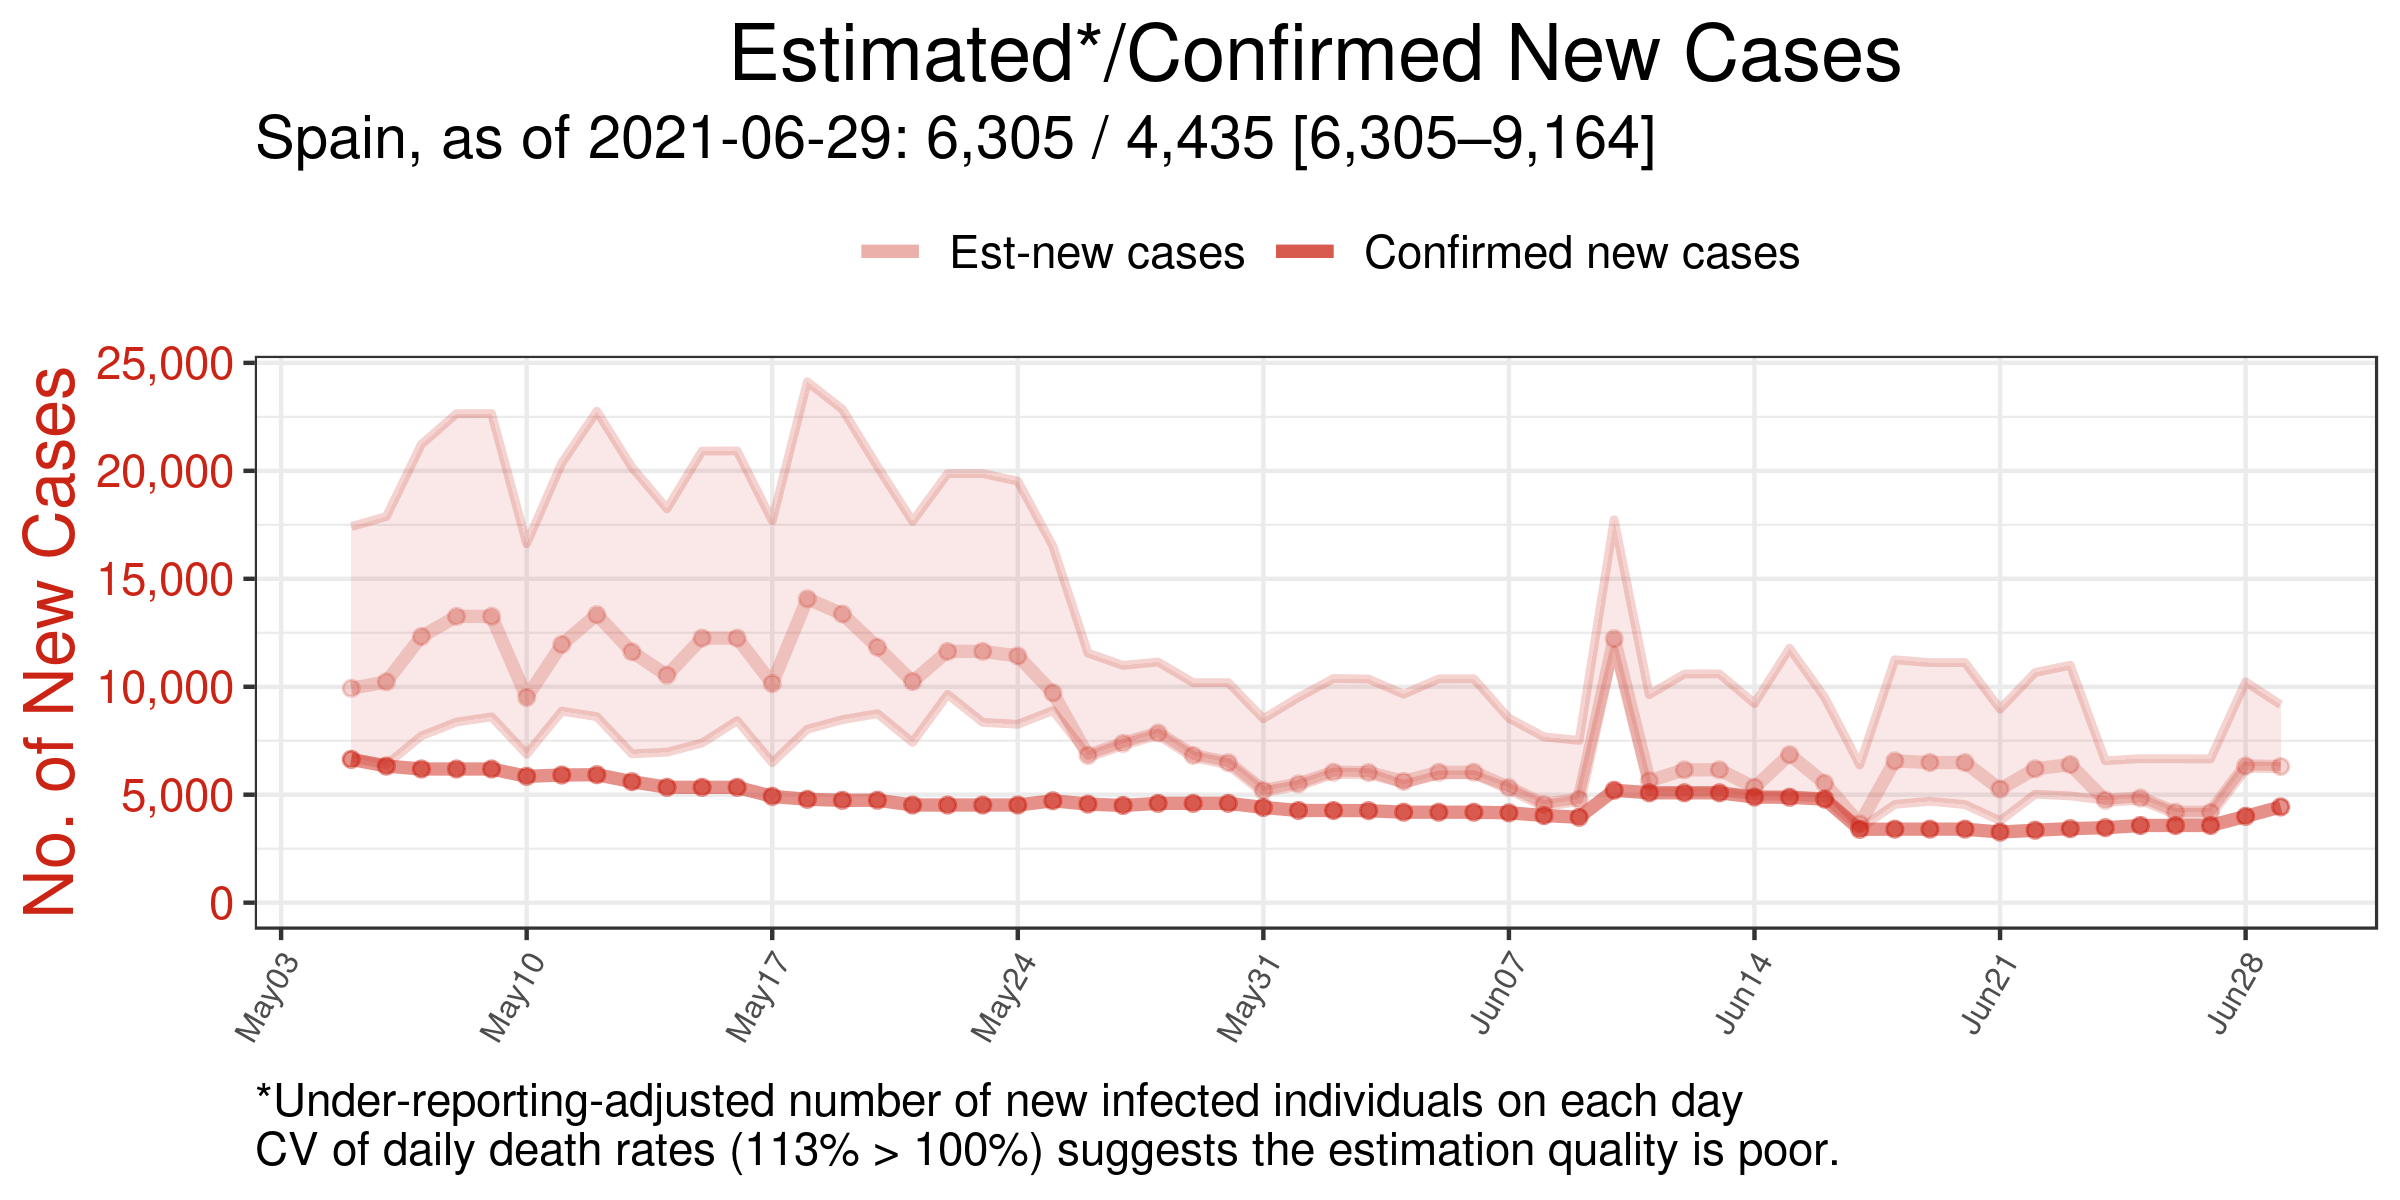 Estimated*/Confirmed New Cases
Spain, as of 2021-06-29: 6,305 / 4,435 [6,305–9,164]
Est-new cases
Confirmed new cases
No. of New Cases
25,000
20,000
15,000
10,000
5,000
0
May03
May10
May17
May24
May31
Jun07
Jun14
Jun21
Jun28
*Under-reporting-adjusted number of new infected individuals on each day
CV of daily death rates (113% > 100%) suggests the estimation quality is poor.